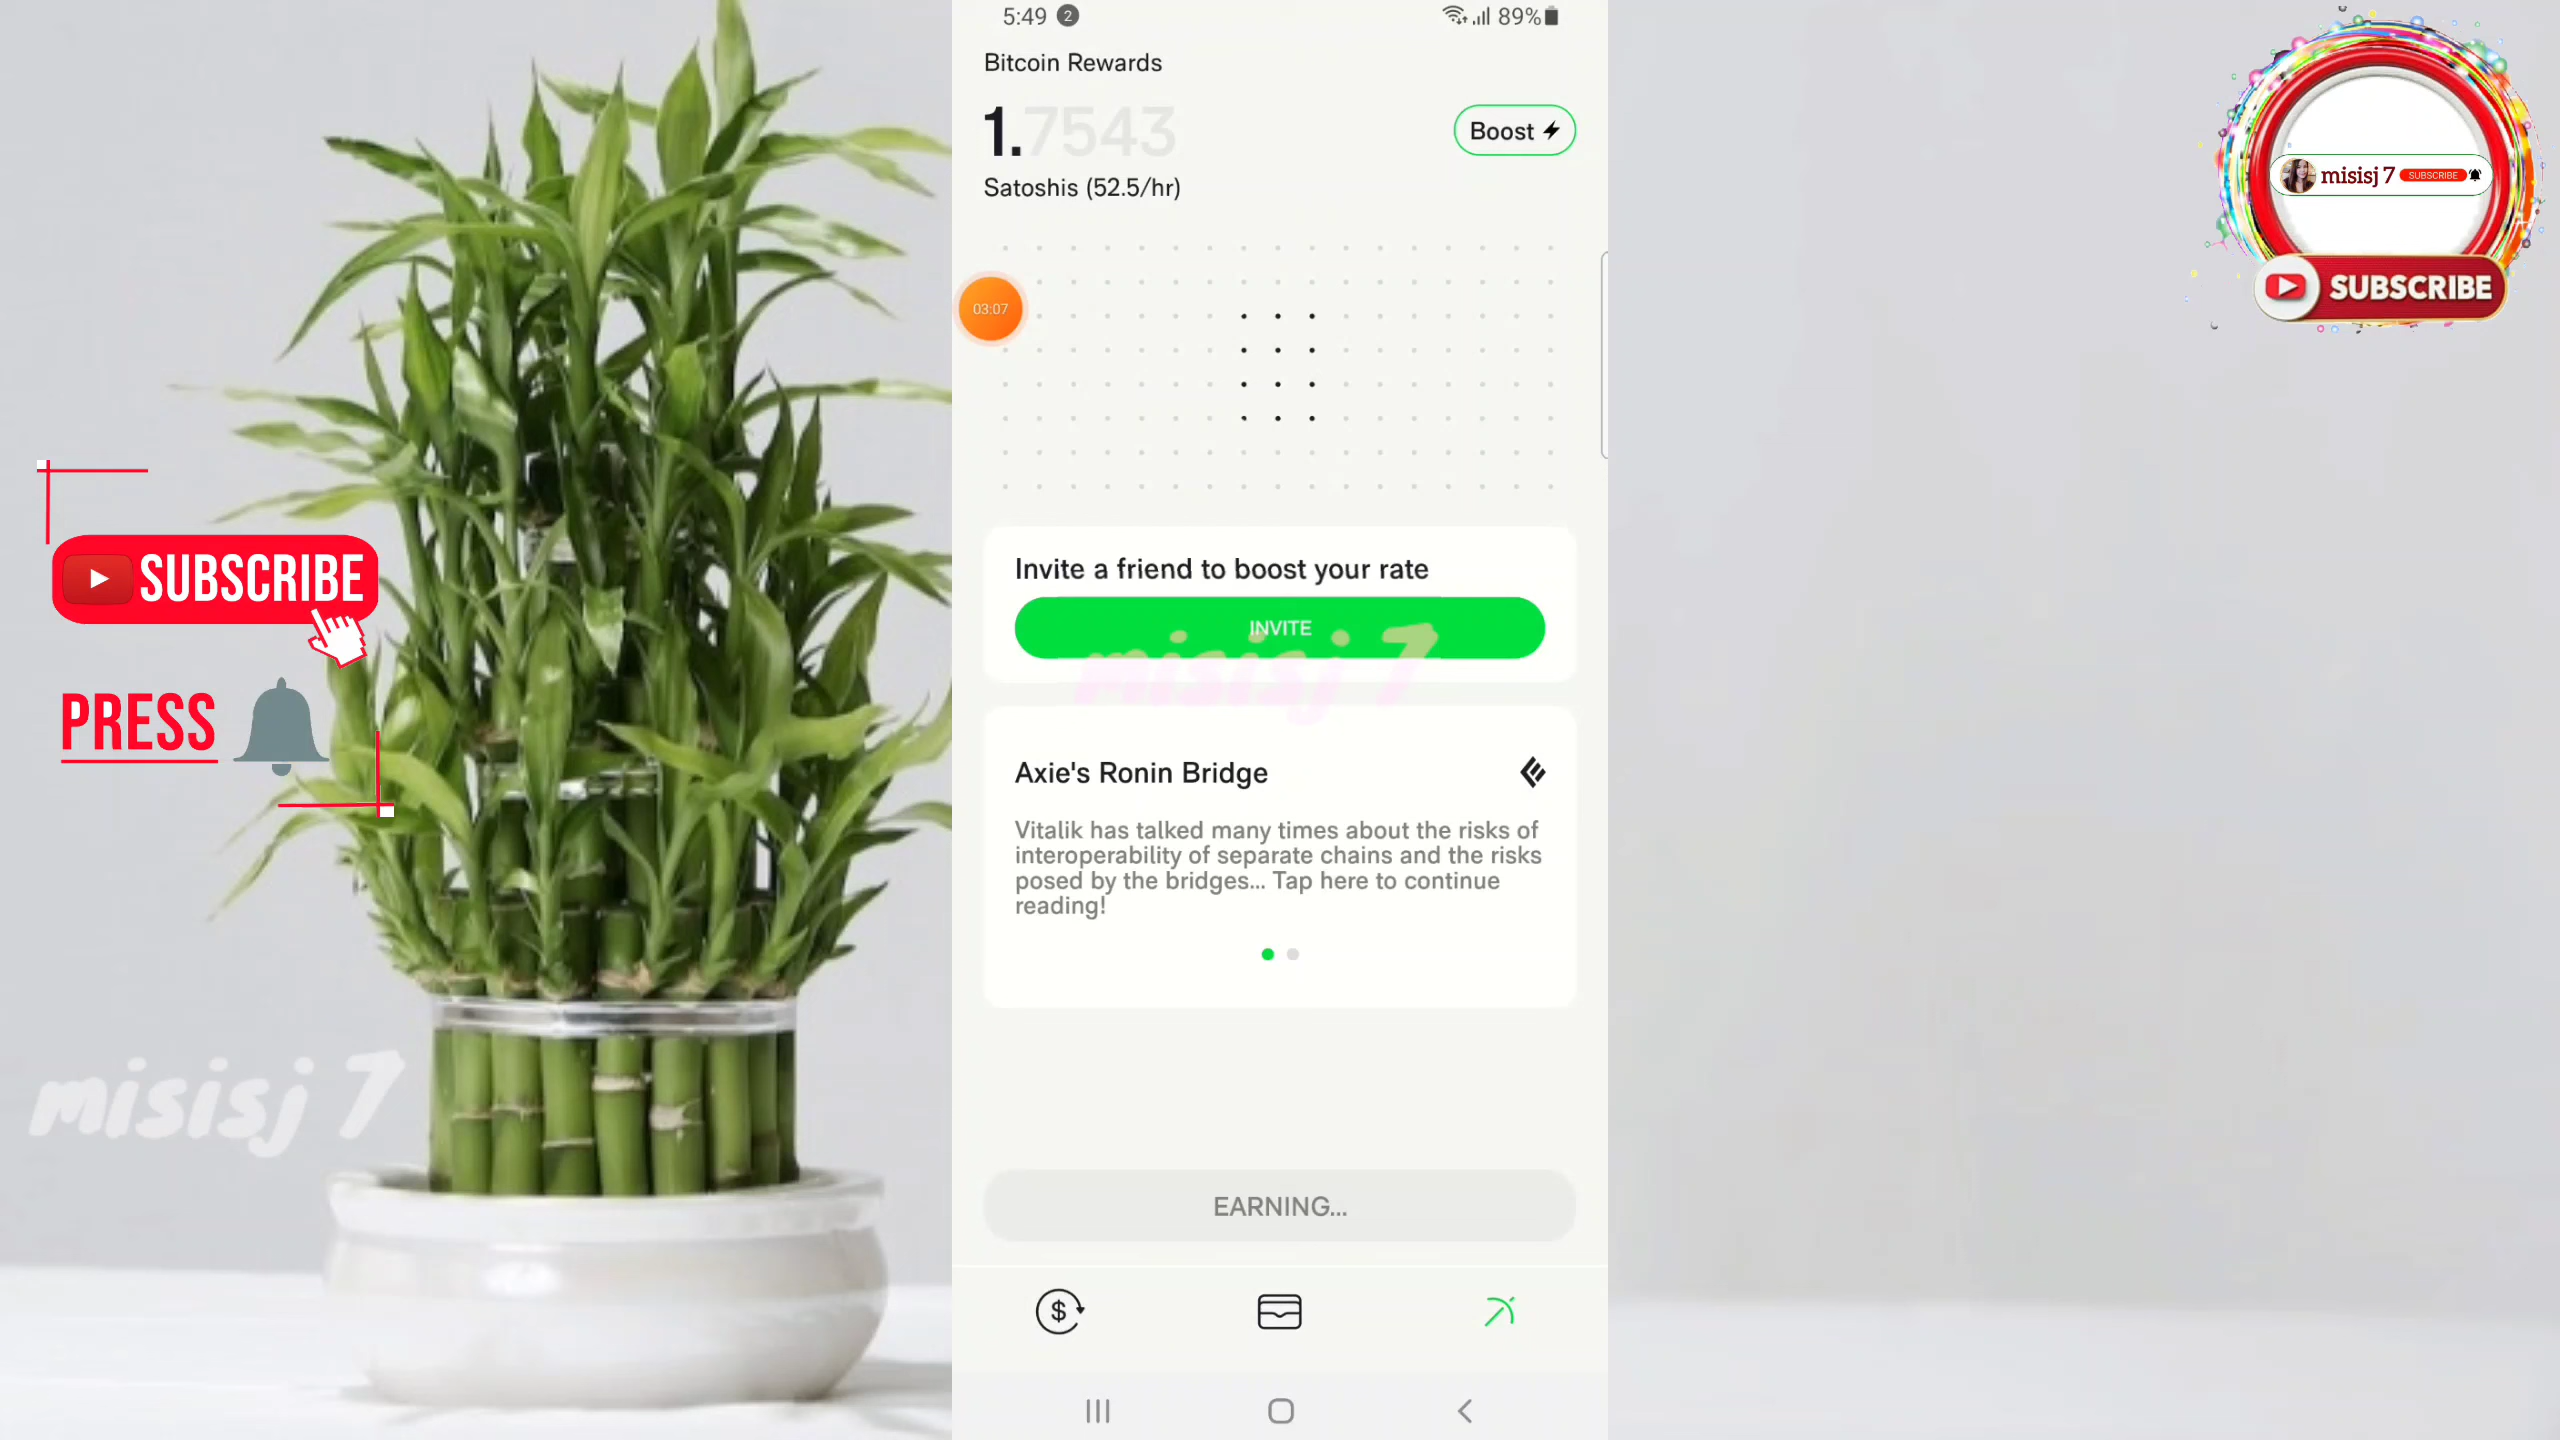 5:49 2 89%
Bitcoin Rewards
1.7543
Boost
Satoshis (52.5/hr)
misisj 7 SUBSCRIBE
SUBSCRIBE
03:07
SUBSCRIBE
PRESS
Invite a friend to boost your rate
INVITE
misisj 7
Axie's Ronin Bridge
Vitalik has talked many times about the risks of
interoperability of separate chains and the risks
posed by the bridges... Tap here to continue
reading!
misisj 7
EARNING...
$